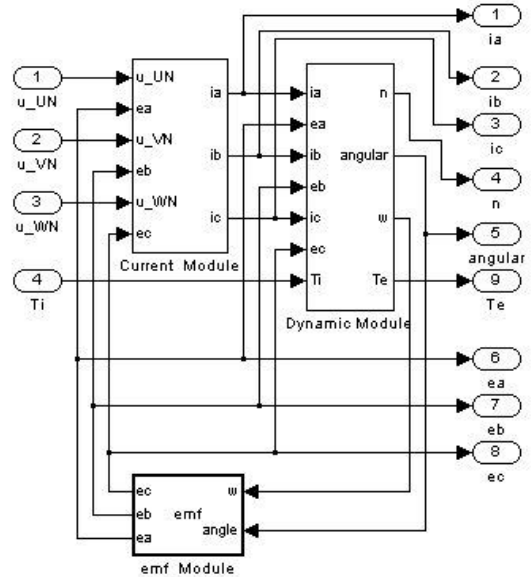 1
u_UN
2
u_VN
3
u_WN
4
Ti
u_UN
ea
u_VN
eb
u_WN
ec
ia
ib
ic
Current Module
ia
ea
ib
eb
ic
ec
Ti
n
angular
w
Te
Dynamic Module
1
ia
2
ib
3
ic
4
n
5
angular
9
Te
6
ea
7
eb
8
ec
ec
eb
ea
emf
w
angle
emf Module